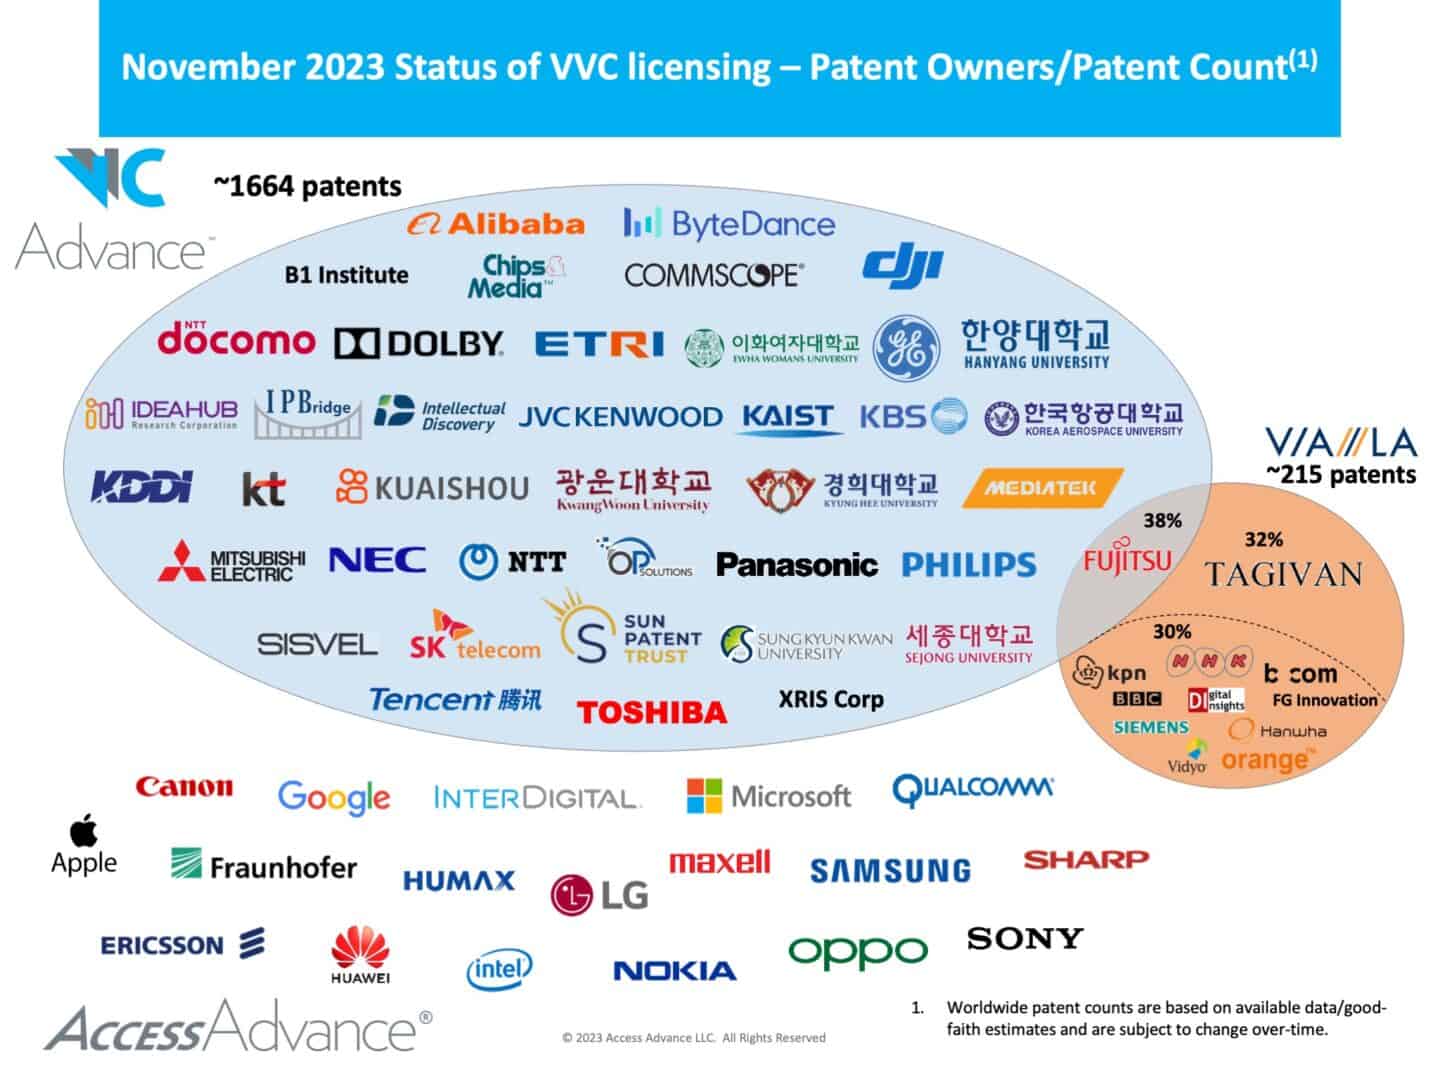 November 2023 Status of VVC licensing – Patent Owners/Patent Count(1)
VVC
Advance™
~1664 patents
Alibaba
ByteDance
B1 Institute
Chips&Media™
COMMSCOPE®
dji
NTT docomo
DOLBY
ETRI
이화여자대학교
EWHA WOMANS UNIVERSITY
GE
한양대학교
HANYANG UNIVERSITY
IDEAHUB
Research Corporation
IPBridge
Intellectual
Discovery
JVCKENWOOD
KAIST
KBS
한국항공대학교
KOREA AEROSPACE UNIVERSITY
VIA LA
~215 patents
KDDI
kt
KUAISHOU
광운대학교
KwangWoon University
경희대학교
KYUNG HEE UNIVERSITY
MEDIATEK
38%
FUJITSU
32%
TAGIVAN
MITSUBISHI
ELECTRIC
NEC
NTT
OP SOLUTIONS
Panasonic
PHILIPS
SISVEL
SK telecom
S
SUN
PATENT
TRUST
SUNGKYUNKWAN
UNIVERSITY
세종대학교
SEJONG UNIVERSITY
30%
kpn
NHK
b com
BBC
Digital
Insights
FG Innovation
SIEMENS
Hanwha
Vidyo
orange™
Tencent 腾讯
TOSHIBA
XRIS Corp
Canon
Google
INTERDIGITAL
Microsoft
QUALCOMM
Apple
Fraunhofer
HUMAX
LG
maxell
SAMSUNG
SHARP
ERICSSON
HUAWEI
intel
NOKIA
oppo
SONY
ACCESSADVANCE®
© 2023 Access Advance LLC. All Rights Reserved
1. Worldwide patent counts are based on available data/good-
faith estimates and are subject to change over-time.